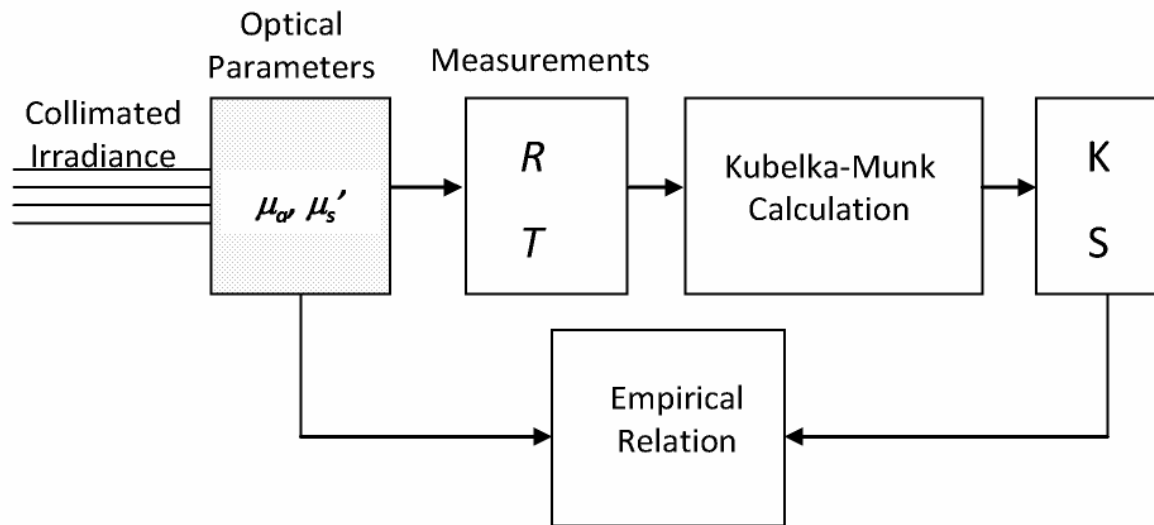 Optical
Parameters
Measurements
Collimated
Irradiance
μa, μs'
R
T
Kubelka-Munk
Calculation
K
S
Empirical
Relation